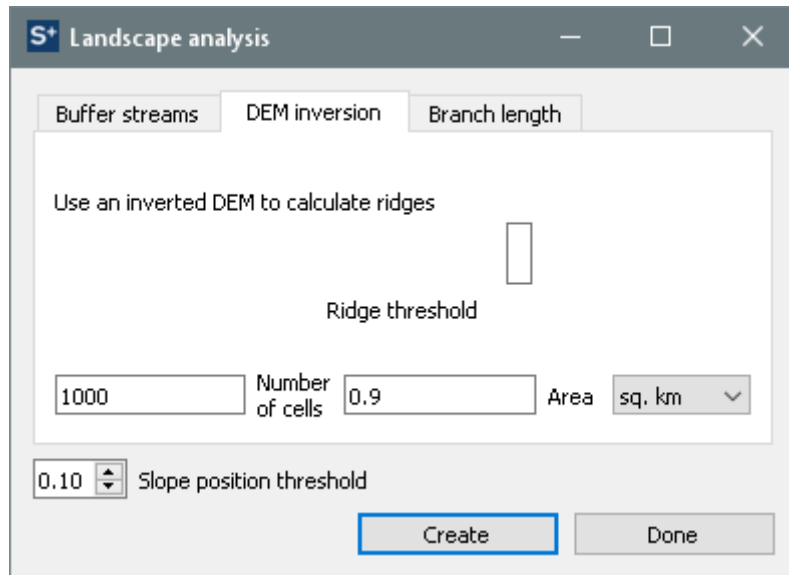 S+ Landscape analysis
Buffer streams DEM inversion Branch length
Use an inverted DEM to calculate ridges
Ridge threshold
1000 Number of cells 0.9 Area sq. km
0.10 Slope position threshold
Create Done